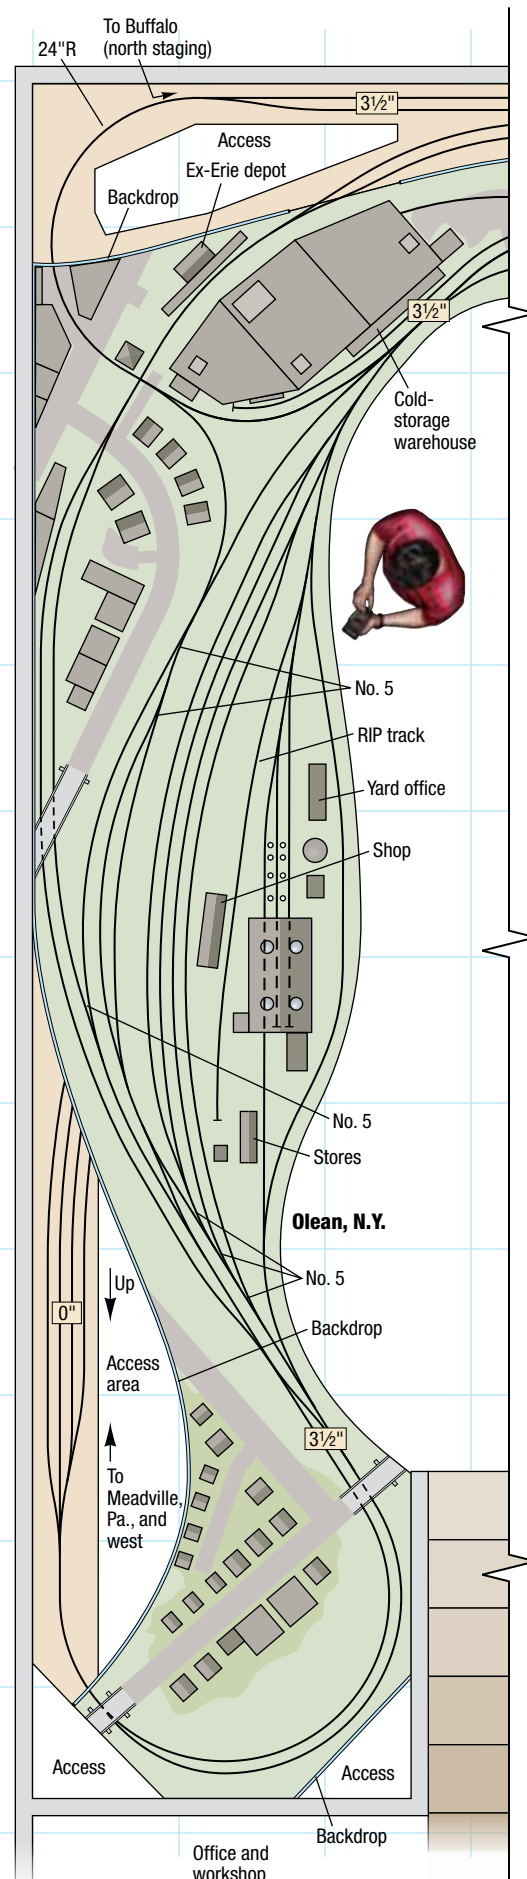 To Buffalo
(north staging)
24"R
3½"
Access
Ex-Erie depot
Backdrop
3½"
Cold-
storage
warehouse
No. 5
RIP track
Yard office
Shop
No. 5
Stores
Olean, N.Y.
No. 5
Up
0"
Backdrop
Access
area
3½"
To
Meadville,
Pa., and
west
Access
Access
Backdrop
Office and
workshop